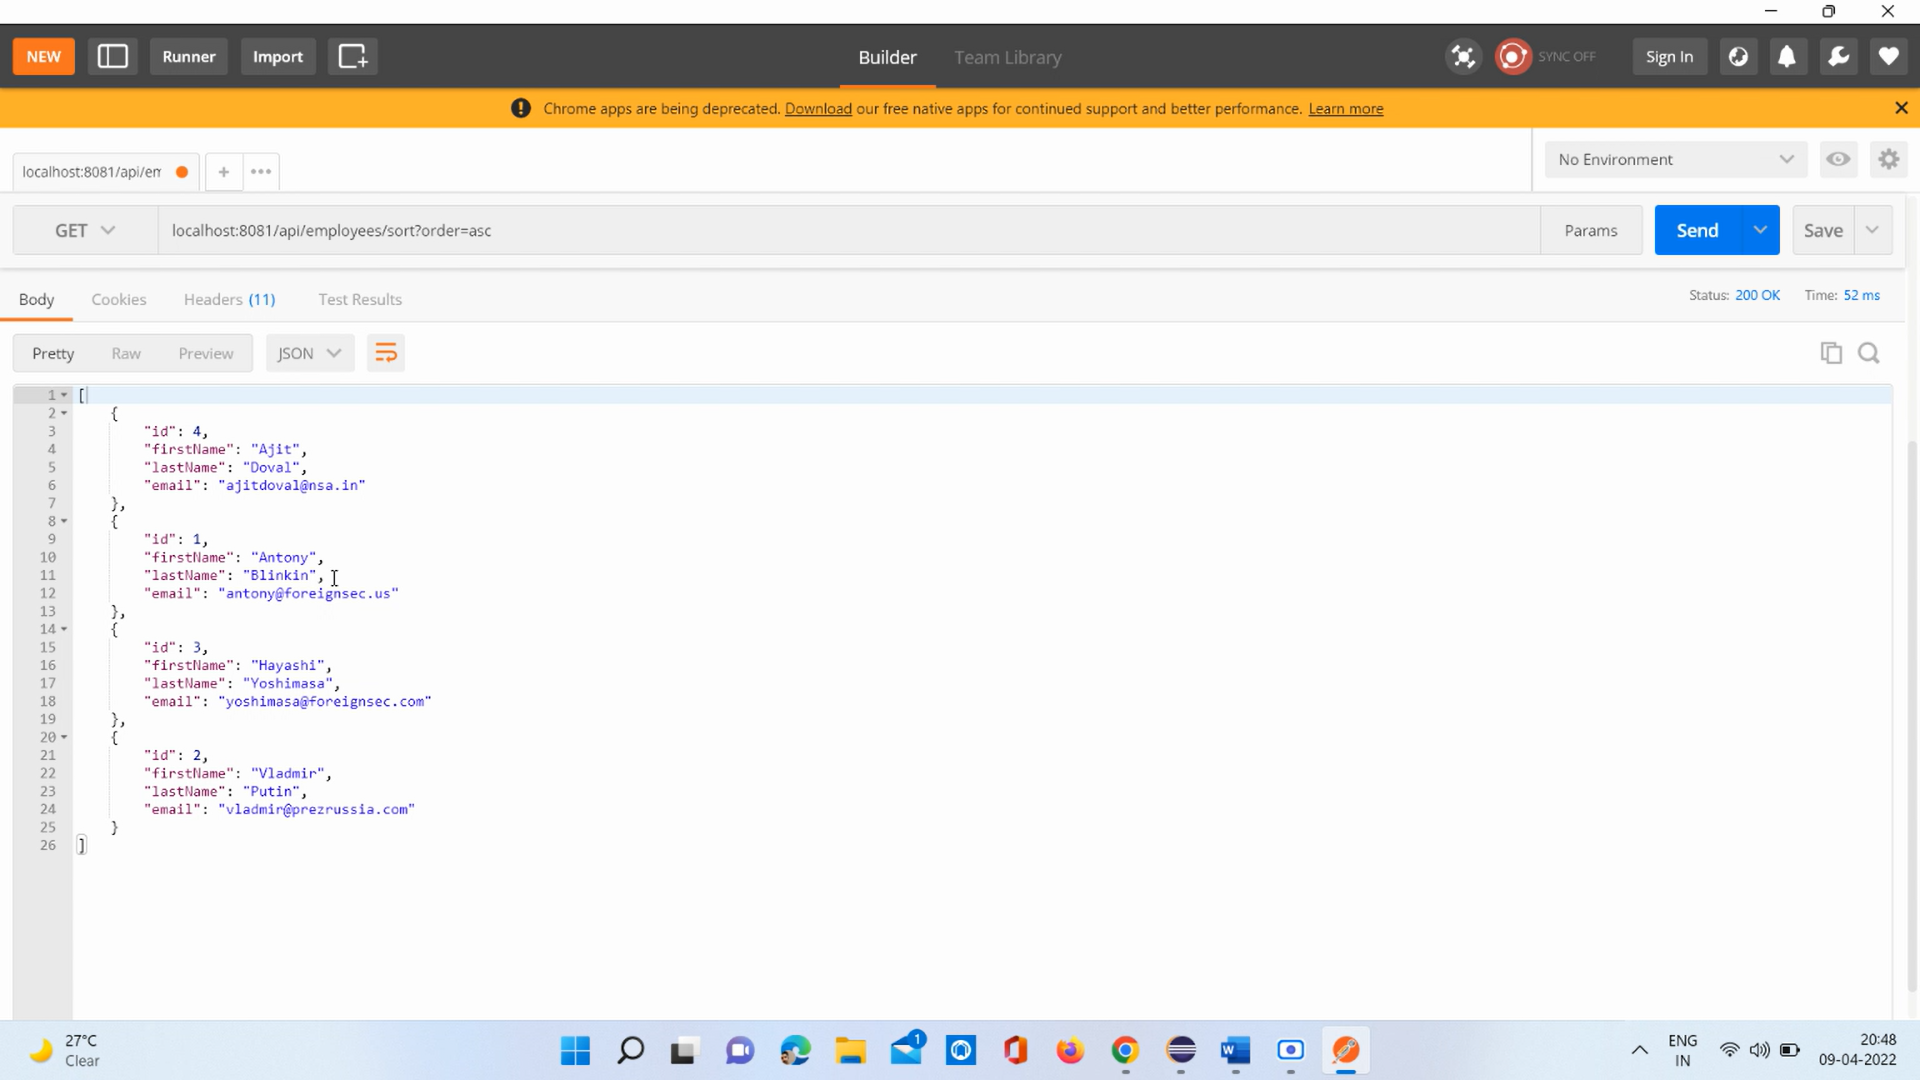 NEW Runner Import Builder Team Library SYNC OFF Sign In
Chrome apps are being deprecated. Download our free native apps for continued support and better performance. Learn more
localhost:8081/api/em + ••• No Environment
GET localhost:8081/api/employees/sort?order=asc Params Send Save
Body Cookies Headers (11) Test Results Status: 200 OK Time: 52 ms
Pretty Raw Preview JSON
1 [
2 {
3 "id": 4,
4 "firstName": "Ajit",
5 "lastName": "Doval",
6 "email": "ajitdoval@nsa.in"
7 },
8 {
9 "id": 1,
10 "firstName": "Antony",
11 "lastName": "Blinkin",
12 "email": "antony@foreignsec.us"
13 },
14 {
15 "id": 3,
16 "firstName": "Hayashi",
17 "lastName": "Yoshimasa",
18 "email": "yoshimasa@foreignsec.com"
19 },
20 {
21 "id": 2,
22 "firstName": "Vladmir",
23 "lastName": "Putin",
24 "email": "vladmir@prezrussia.com"
25 }
26 ]
27°C
Clear
1
ENG
IN
20:48
09-04-2022